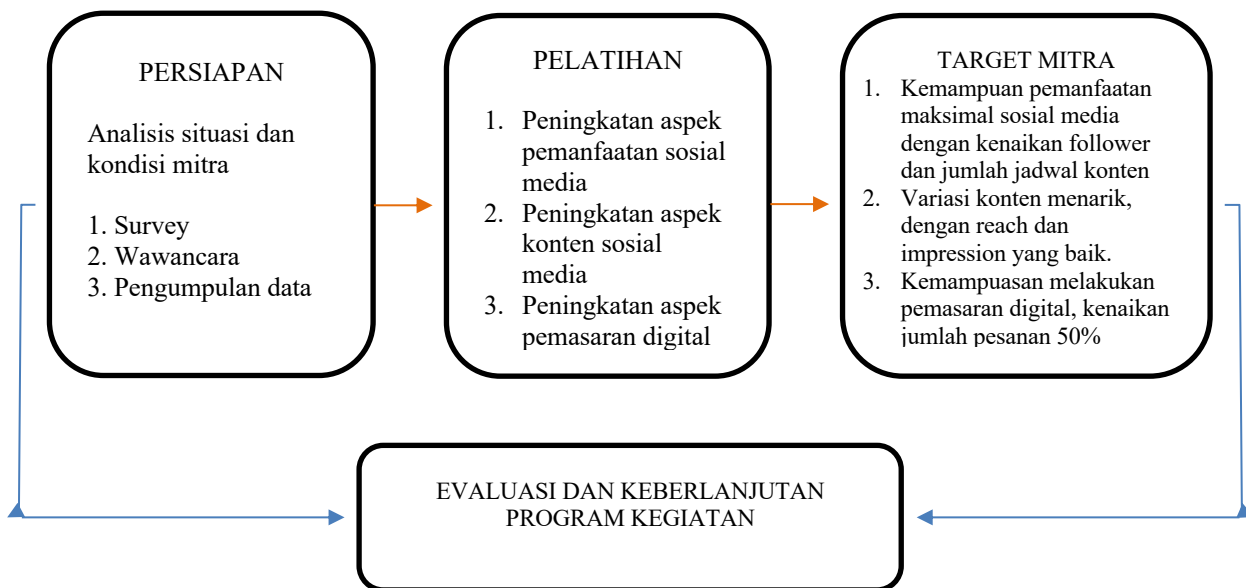 PERSIAPAN
Analisis situasi dan
kondisi mitra
1. Survey
2. Wawancara
3. Pengumpulan data
PELATIHAN
1. Peningkatan aspek
pemanfaatan sosial
media
2. Peningkatan aspek
konten sosial
media
3. Peningkatan aspek
pemasaran digital
TARGET MITRA
1. Kemampuan pemanfaatan
maksimal sosial media
dengan kenaikan follower
dan jumlah jadwal konten
2. Variasi konten menarik,
dengan reach dan
impression yang baik.
3. Kemampuasan melakukan
pemasaran digital, kenaikan
jumlah pesanan 50%
EVALUASI DAN KEBERLANJUTAN
PROGRAM KEGIATAN